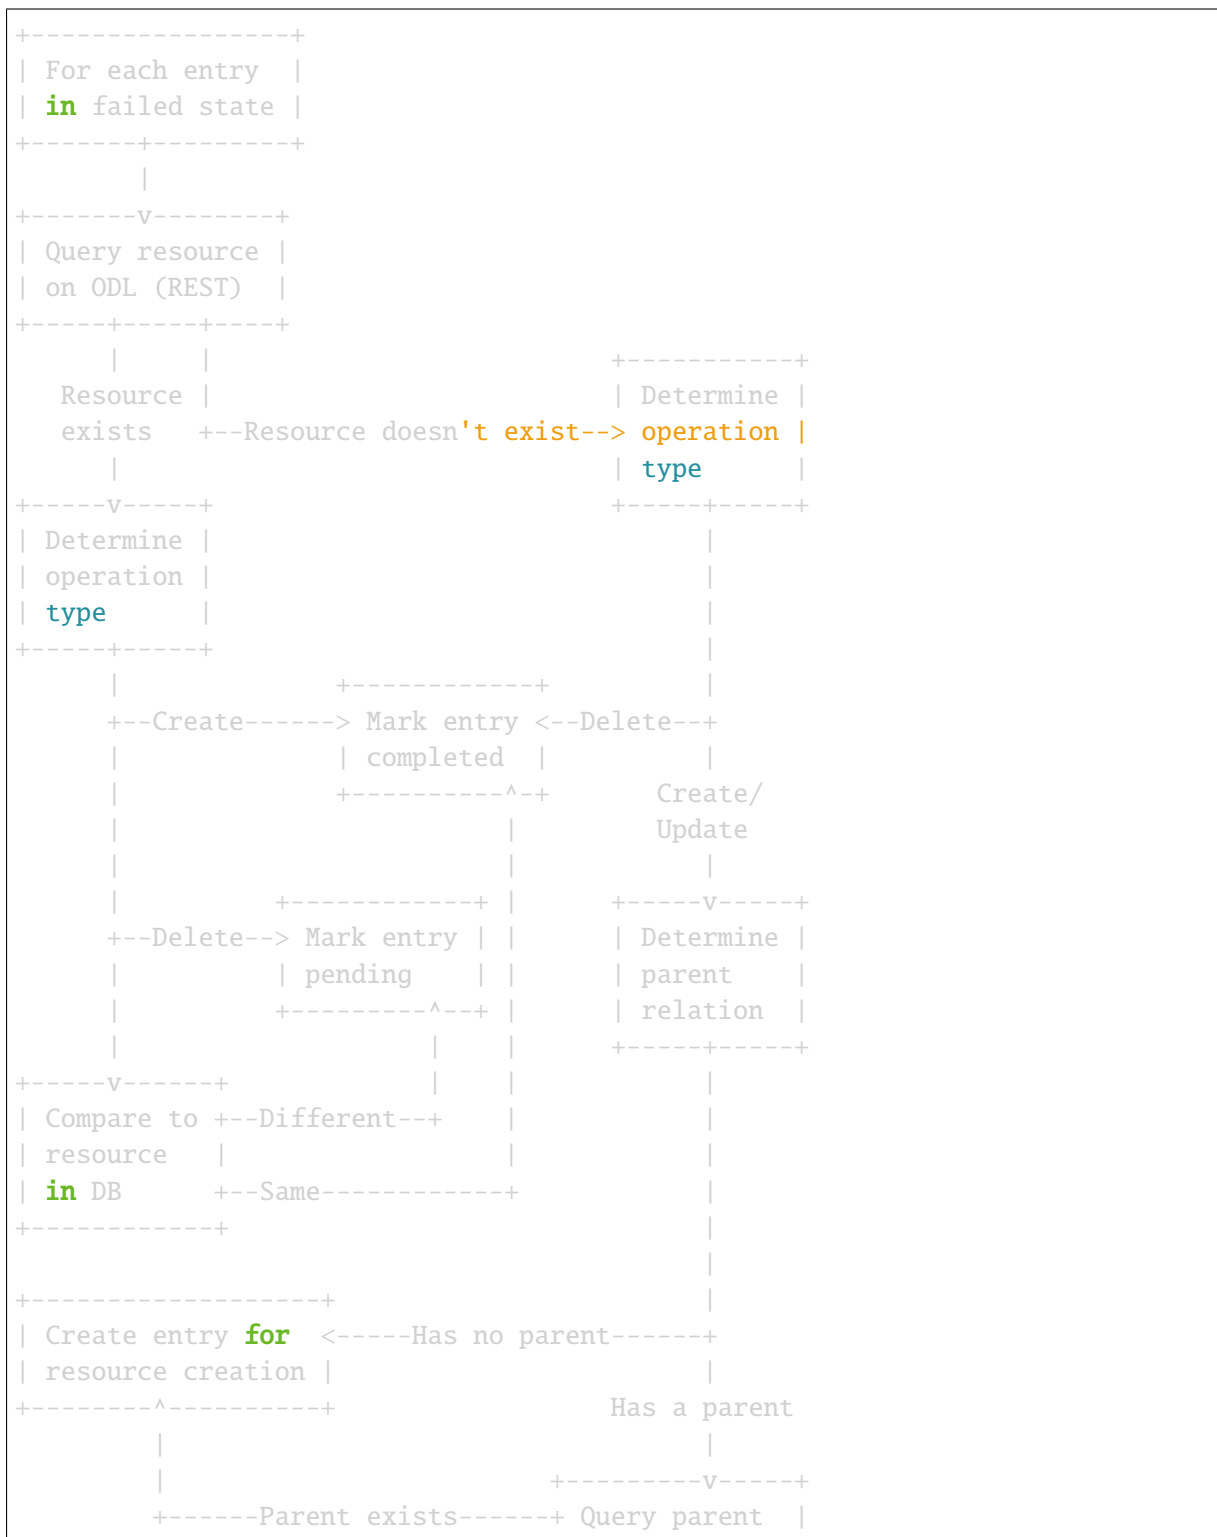 +-----------------+
| For each entry  |
| in failed state |
+-------+---------+
        |
+-------v--------+
| Query resource |
| on ODL (REST)  |
+-----+-----+----+
      |     |                          +-----------+
   Resource |                          | Determine |
   exists   +--Resource doesn't exist--> operation |
      |                                | type      |
+-----v-----+                          +-----+-----+
| Determine |                                |
| operation |                                |
| type      |                                |
+-----+-----+                                |
      |              +------------+          |
      +--Create------> Mark entry <--Delete--+
      |              | completed  |          |
      |              +----------^-+       Create/
      |                         |         Update
      |                         |            |
      |          +------------+ |      +-----v-----+
      +--Delete--> Mark entry | |      | Determine |
      |          | pending    | |      | parent    |
      |          +---------^--+ |      | relation  |
      |                    |    |      +-----+-----+
+-----v------+             |    |            |
| Compare to +--Different--+    |            |
| resource   |                  |            |
| in DB      +--Same------------+            |
+------------+                               |
                                             |
+-------------------+                        |
| Create entry for  <-----Has no parent------+
| resource creation |                        |
+--------^----------+                  Has a parent
         |                                   |
         |                         +---------v-----+
         +------Parent exists------+ Query parent  |